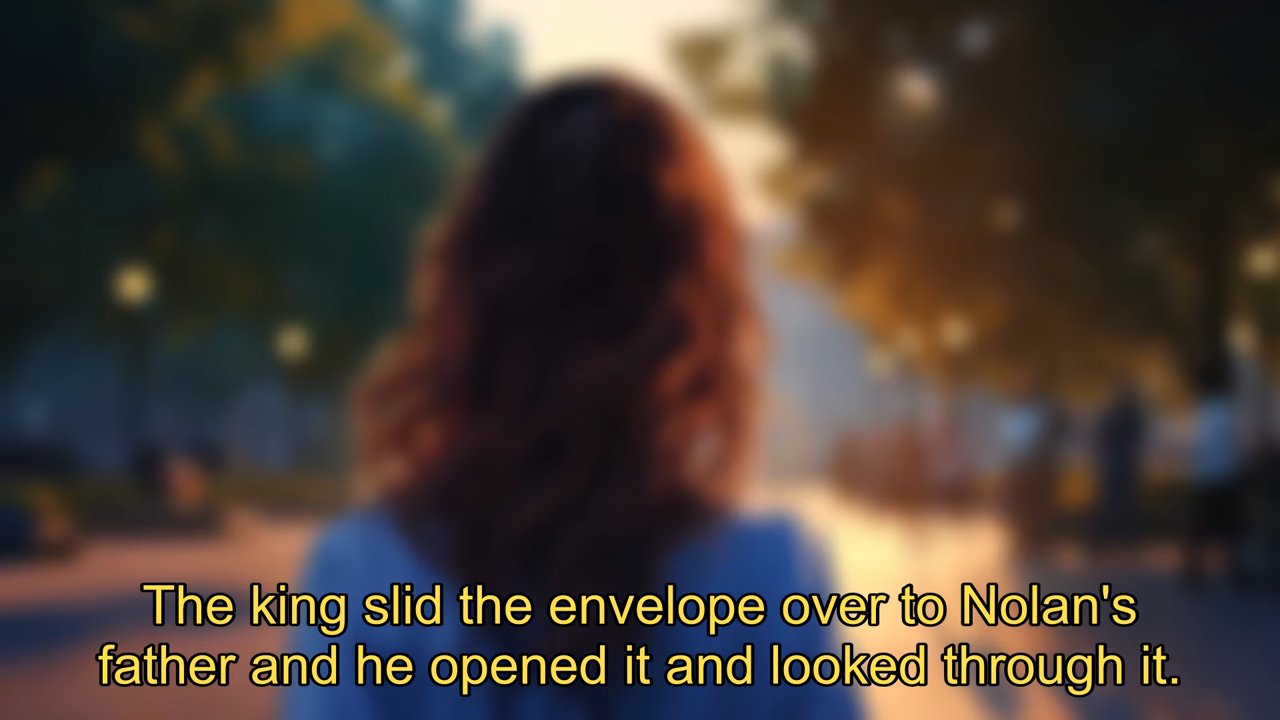 The king slid the envelope over to Nolan's
father and he opened it and looked through it.